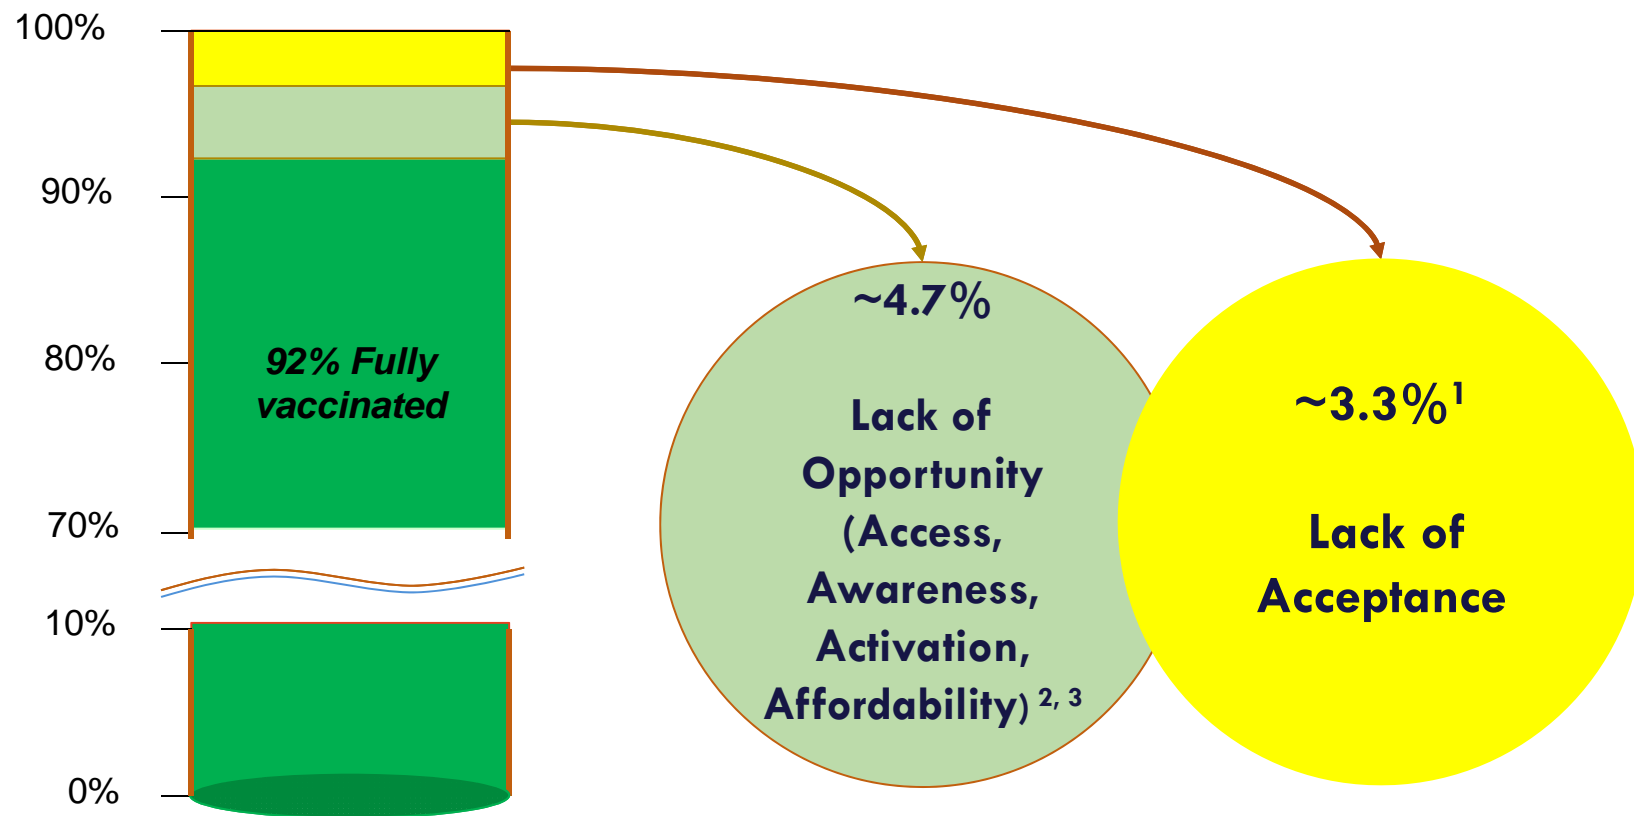 100%
90%
80%
70%
10%
0%
92% Fully
vaccinated
~4.7%
Lack of
Opportunity
(Access,
Awareness,
Activation,
Affordability) 2, 3
~3.3%1
Lack of
Acceptance